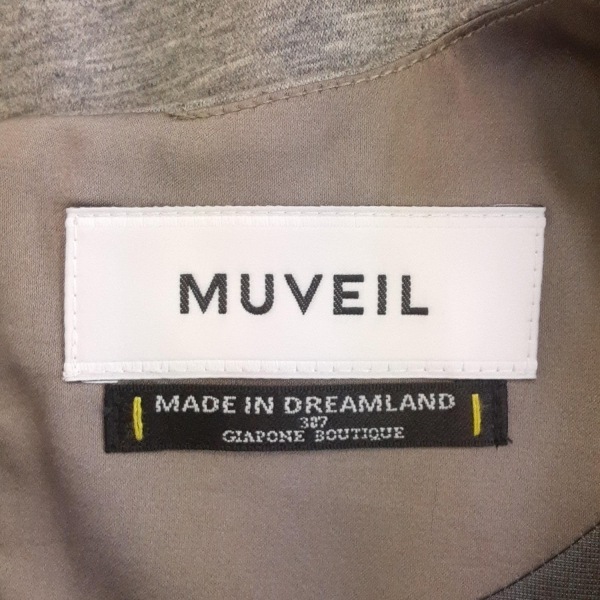 MUVEIL
MADE IN DREAMLAND
387
GIAPONE BOUTIQUE